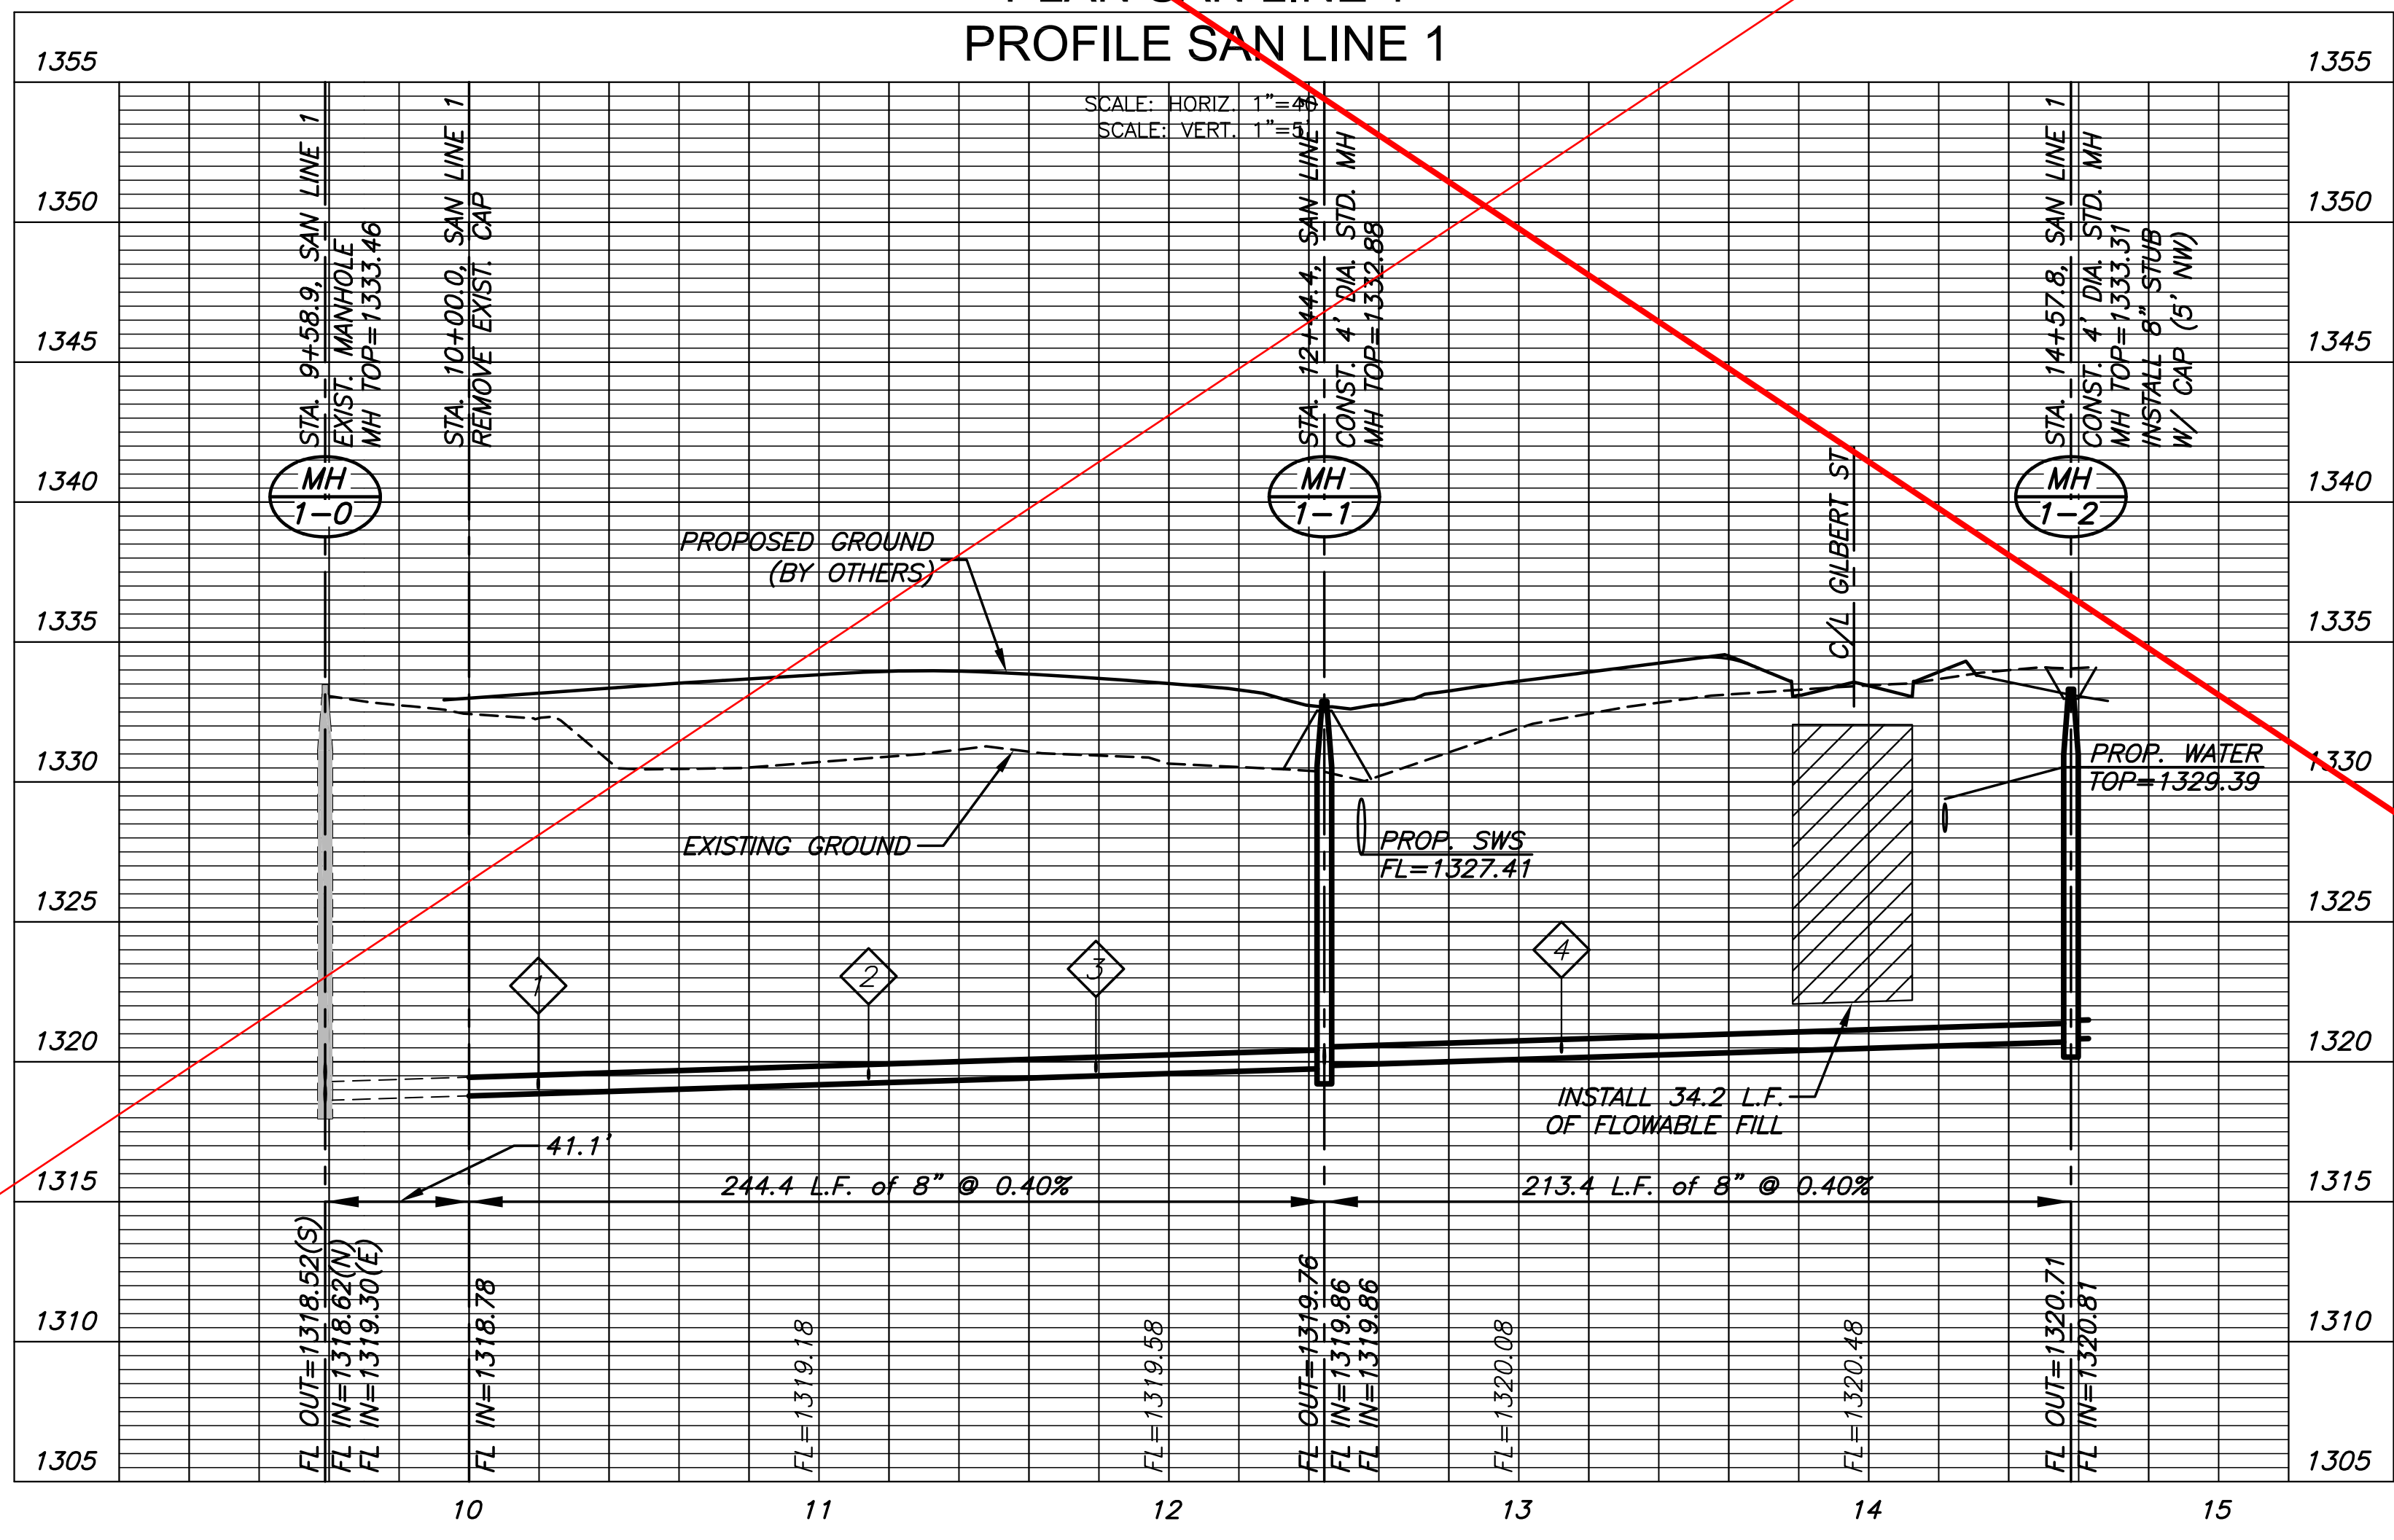 PROFILE SAN LINE 1
1355
1355
SCALE: HORIZ. 1"=40'
SCALE: VERT. 1"=5'
STA. 9+58.9, SAN LINE 1
EXIST. MANHOLE
MH TOP=1333.46
STA. 10+00.0, SAN LINE 1
REMOVE EXIST. CAP
STA. 12+44.4, SAN LINE 1
CONST. 4' DIA. STD. MH
MH TOP=1332.88
STA. 14+57.8, SAN LINE 1
CONST. 4' DIA. STD. MH
MH TOP=1333.31
INSTALL 8" STUB
W/ CAP (5' NW)
1350
1350
1345
1345
1340
1340
MH
1-0
MH
1-1
MH
1-2
C/L GILBERT ST
PROPOSED GROUND
(BY OTHERS)
1335
1335
1330
1330
PROP. WATER
TOP=1329.39
EXISTING GROUND
PROP. SWS
FL=1327.41
1325
1325
1
2
3
4
1320
1320
INSTALL 34.2 L.F.
OF FLOWABLE FILL
41.1'
1315
1315
244.4 L.F. of 8" @ 0.40%
213.4 L.F. of 8" @ 0.40%
FL OUT=1318.52(S)
FL IN=1318.62(N)
FL IN=1319.30(E)
FL IN=1318.78
FL=1319.18
FL=1319.58
FL OUT=1319.76
FL IN=1319.86
FL IN=1319.86
FL=1320.08
FL=1320.48
FL OUT=1320.71
FL IN=1320.81
1310
1310
1305
1305
10
11
12
13
14
15